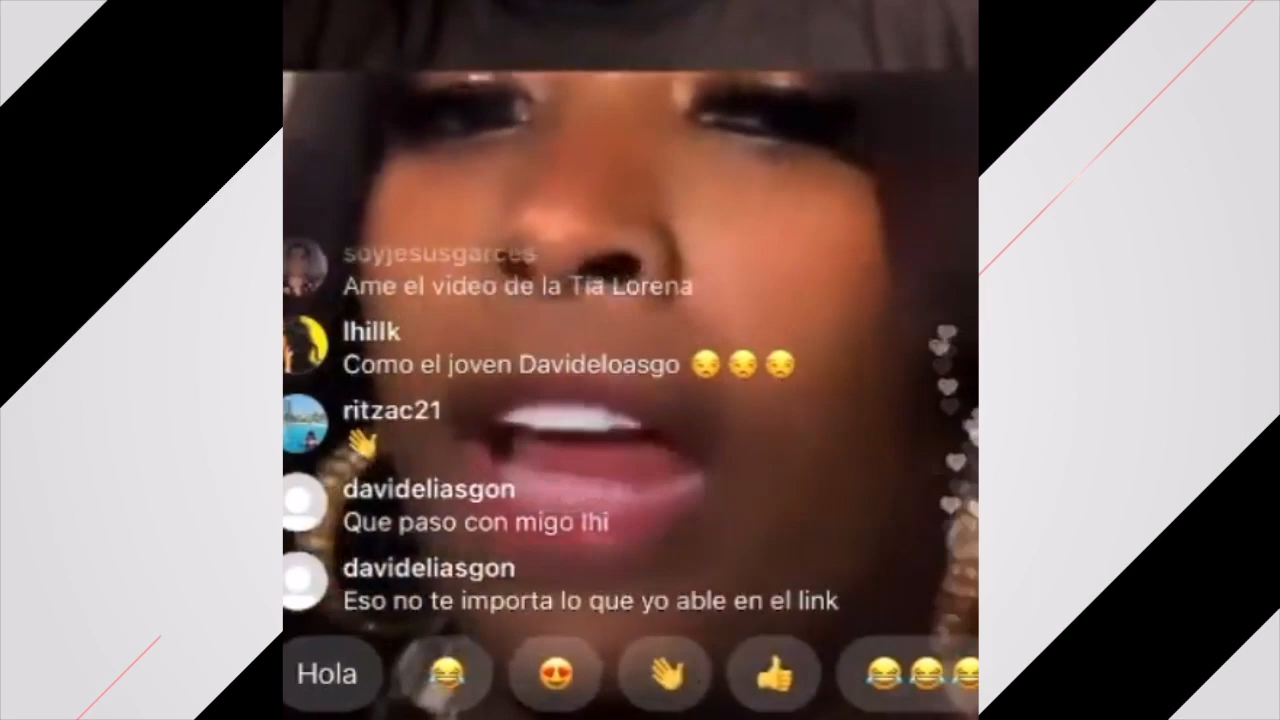 soyjesusgarces
Ame el video de la Tia Lorena
lhillk
Como el joven Davideloasgo 😒 😒 😒
ritzac21
👋
davideliasgon
Que paso con migo lhi
davideliasgon
Eso no te importa lo que yo able en el link
Hola 😂 😍 👋 👍 😂😂😂